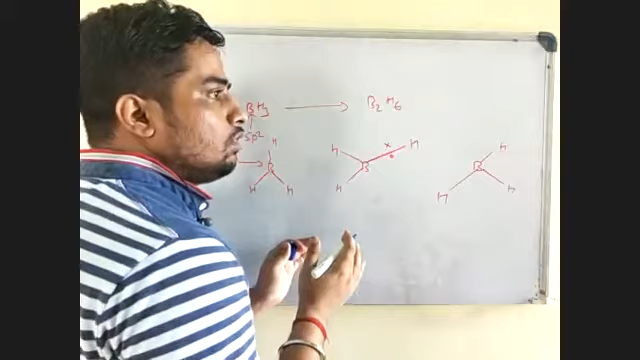 BH3 → B2H6
sp2
H H H H
B B B
H H H H H